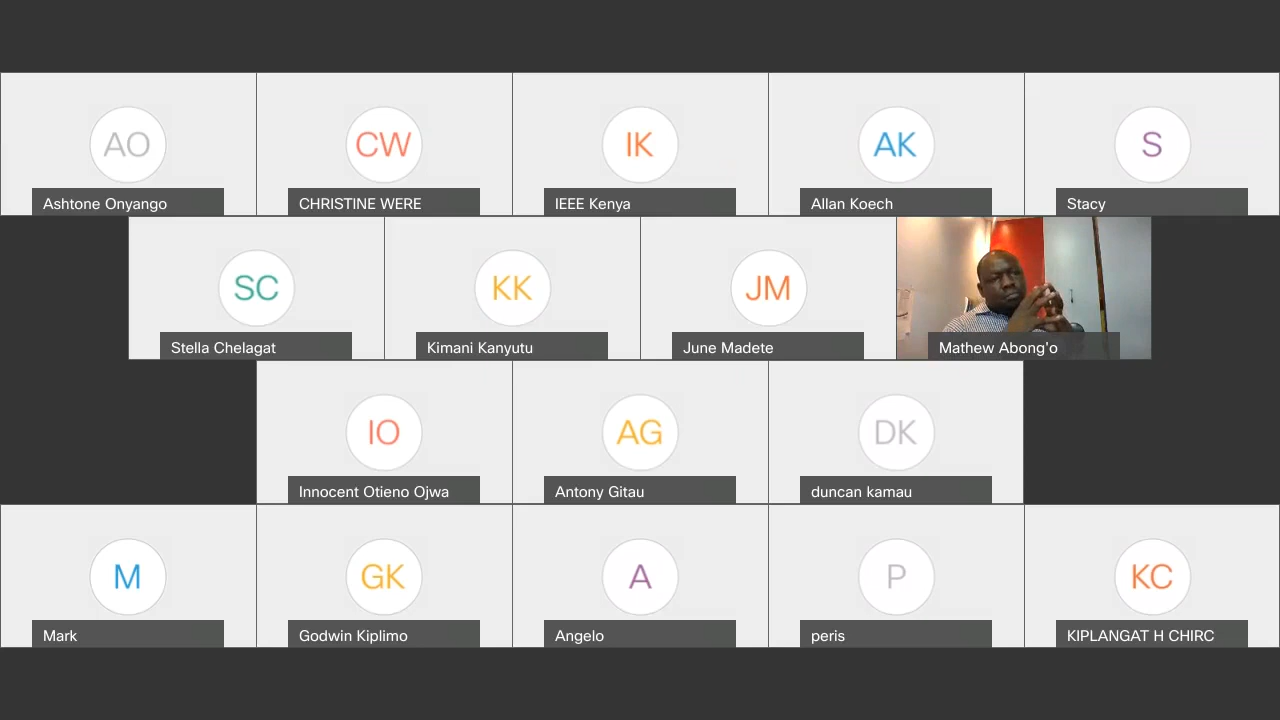 AO
Ashtone Onyango
CW
CHRISTINE WERE
IK
IEEE Kenya
AK
Allan Koech
S
Stacy
SC
Stella Chelagat
KK
Kimani Kanyutu
JM
June Madete
Mathew Abong'o
IO
Innocent Otieno Ojwa
AG
Antony Gitau
DK
duncan kamau
M
Mark
GK
Godwin Kiplimo
A
Angelo
P
peris
KC
KIPLANGAT H CHIRC